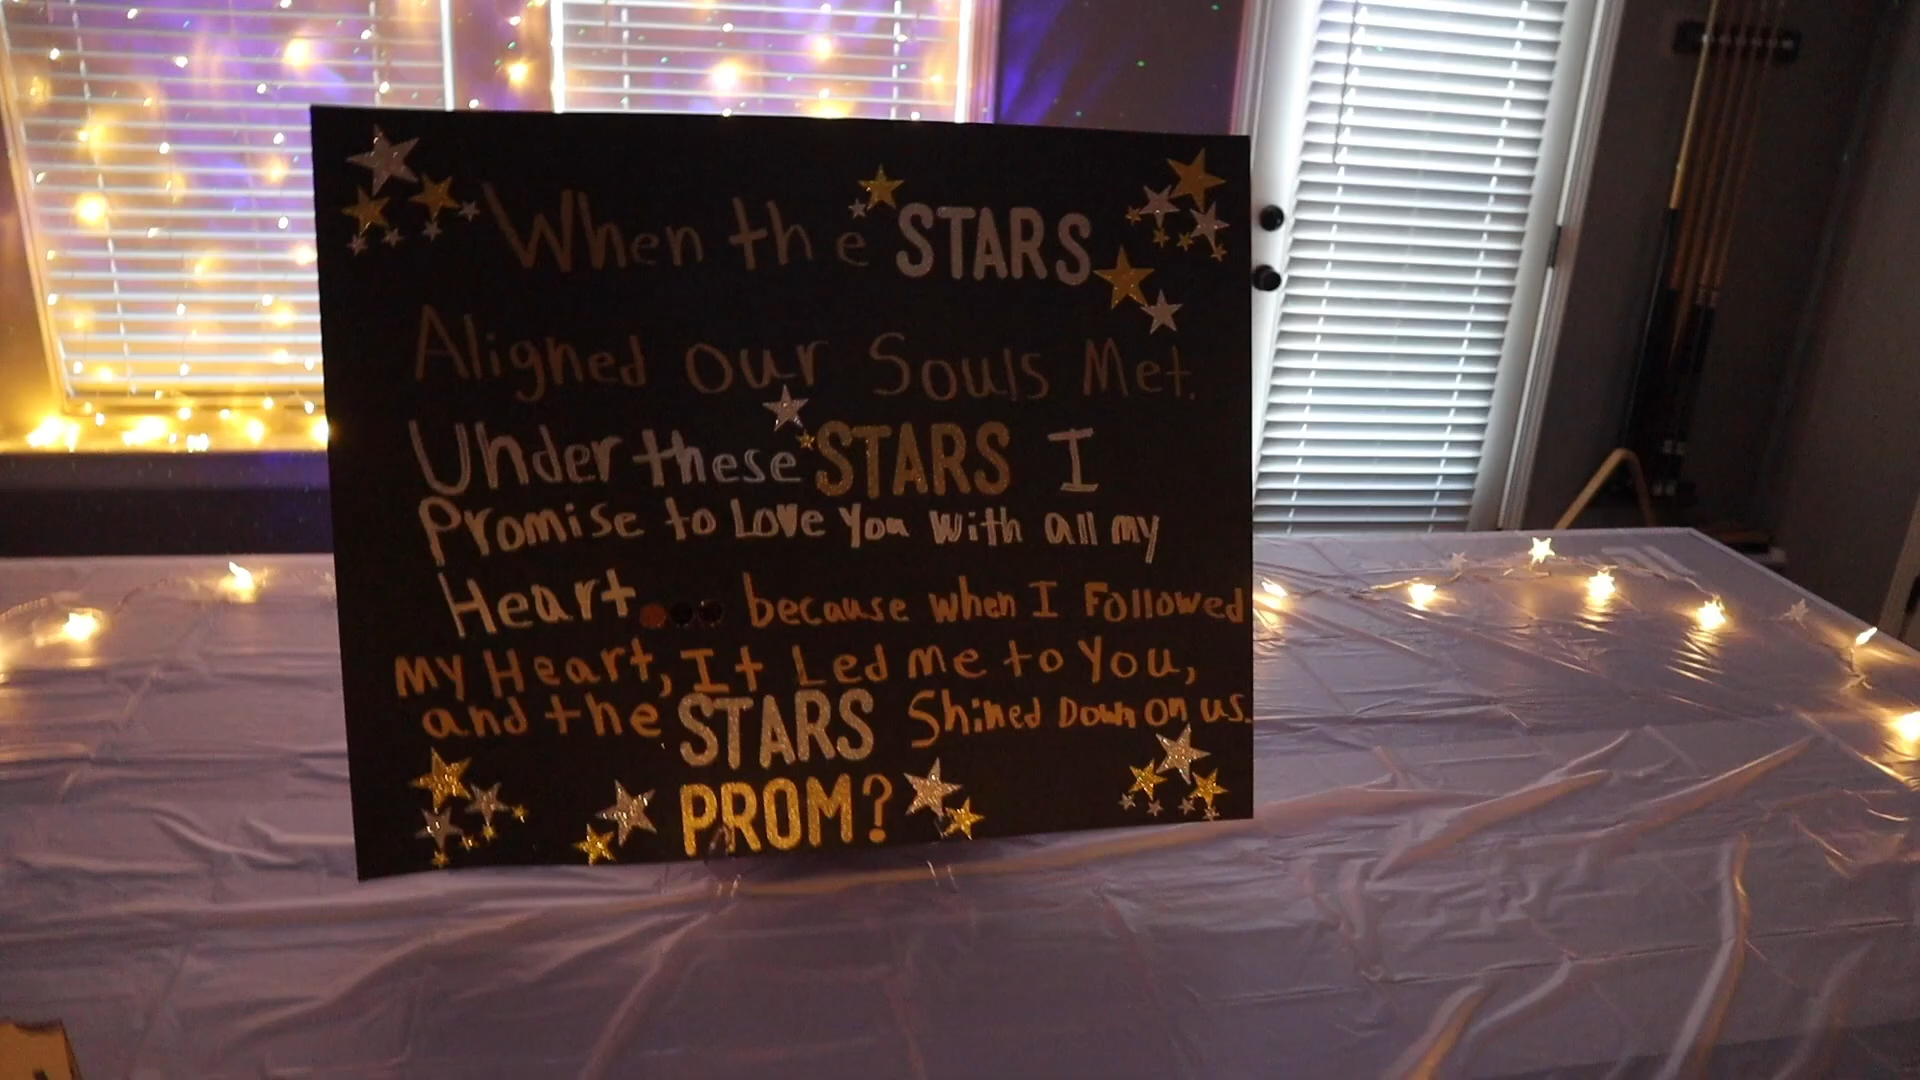 When the STARS
Aligned our Souls Met.
Under these STARS I
Promise to Love You with all my
Heart... because when I Followed
my Heart, It Led me to You,
and the STARS Shined Down on us.
PROM?